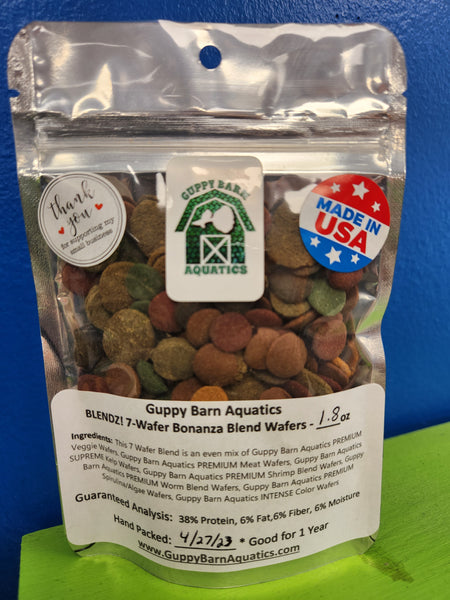 GUPPY BARN
AQUATICS
thank
you
for supporting my
small business
MADE IN
USA
Guppy Barn Aquatics
BLENDZ! 7-Wafer Bonanza Blend Wafers - 1.8 oz
Ingredients: This 7 Wafer Blend is an even mix of Guppy Barn Aquatics PREMIUM
Veggie Wafers, Guppy Barn Aquatics PREMIUM Meat Wafers, Guppy Barn Aquatics
SUPREME Kelp Wafers, Guppy Barn Aquatics PREMIUM Shrimp Blend Wafers, Guppy
Barn Aquatics PREMIUM Worm Blend Wafers, Guppy Barn Aquatics PREMIUM
Spirulina/Algae Wafers, Guppy Barn Aquatics INTENSE Color Wafers
Guaranteed Analysis: 38% Protein, 6% Fat,6% Fiber, 6% Moisture
Hand Packed: 4/27/23 * Good for 1 Year
www.GuppyBarnAquatics.com